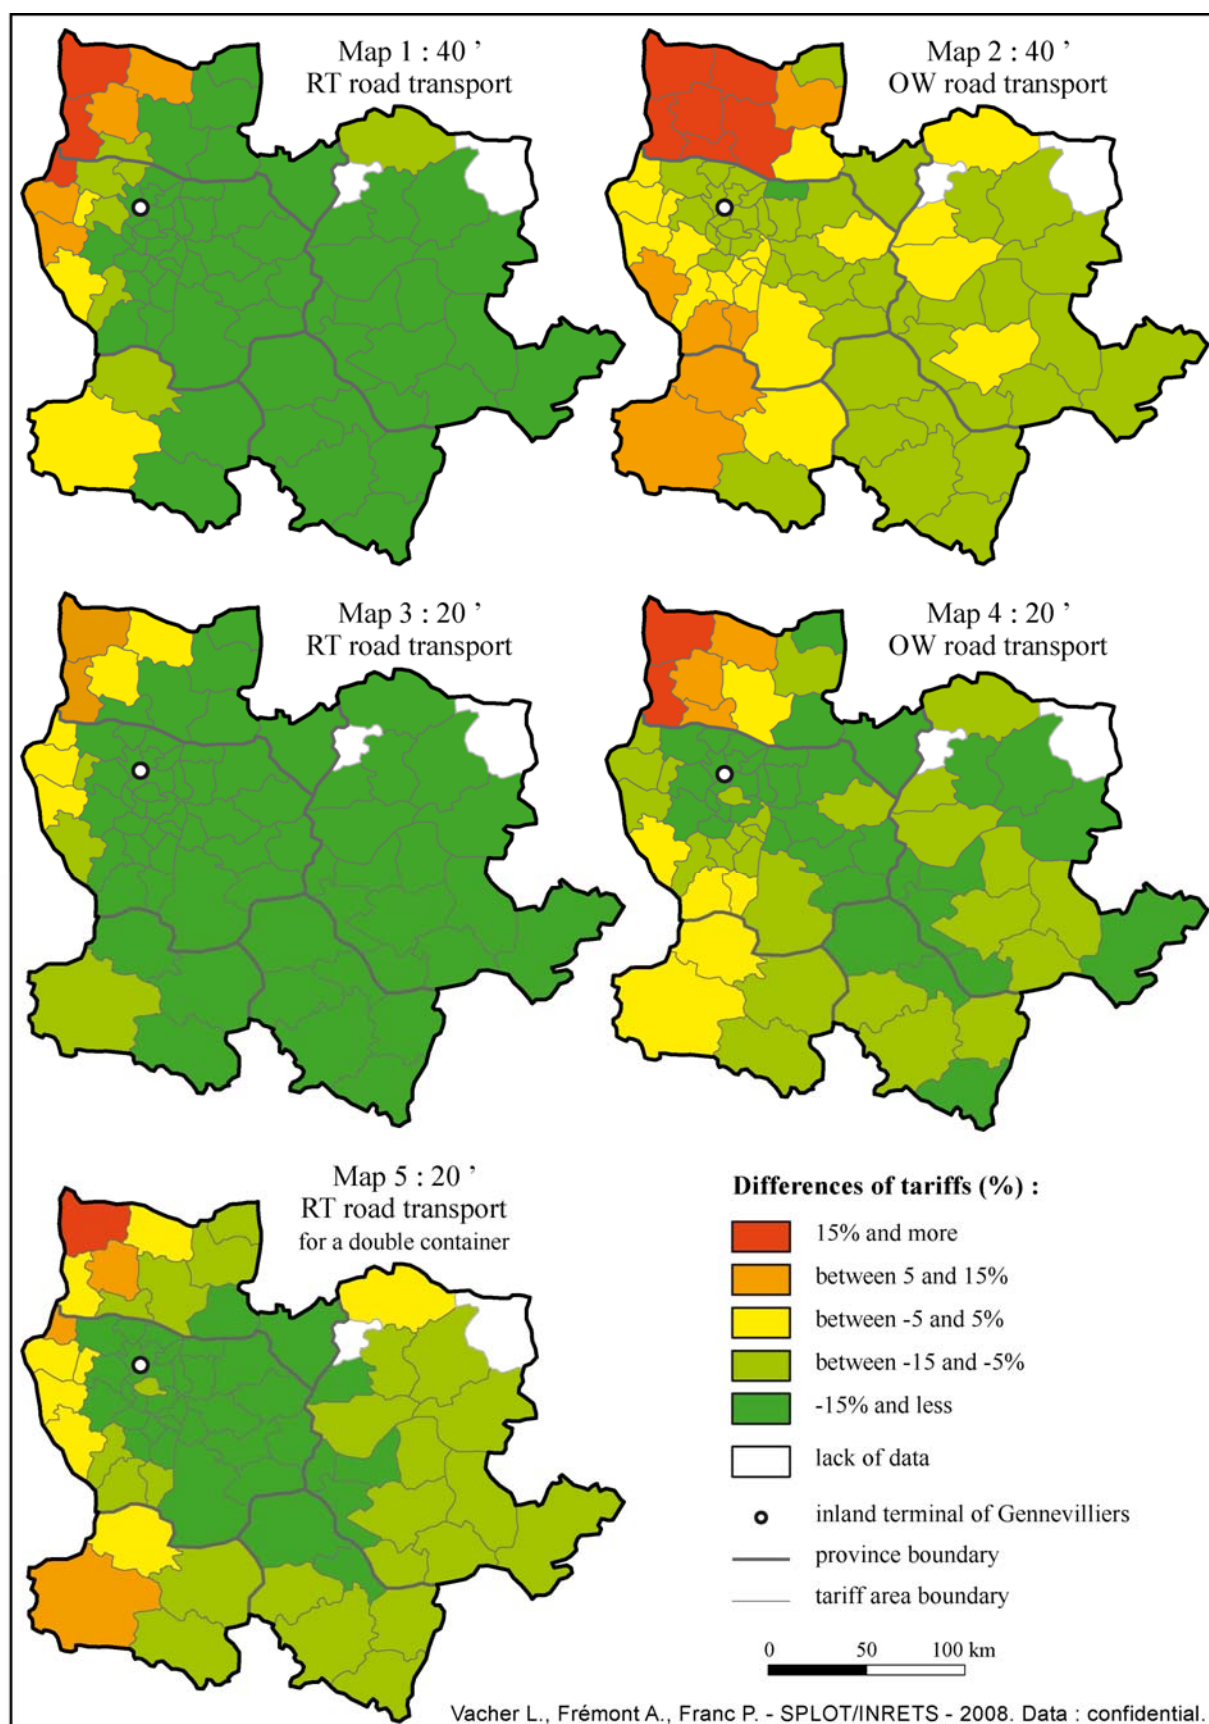 Map 1 : 40 ’
RT road transport
Map 2 : 40 ’
OW road transport
Map 3 : 20 ’
RT road transport
Map 4 : 20 ’
OW road transport
Map 5 : 20 ’
RT road transport
for a double container
Differences of tariffs (%) :
15% and more
between 5 and 15%
between -5 and 5%
between -15 and -5%
-15% and less
lack of data
inland terminal of Gennevilliers
province boundary
tariff area boundary
0 50 100 km
Vacher L., Frémont A., Franc P. - SPLOT/INRETS - 2008. Data : confidential.